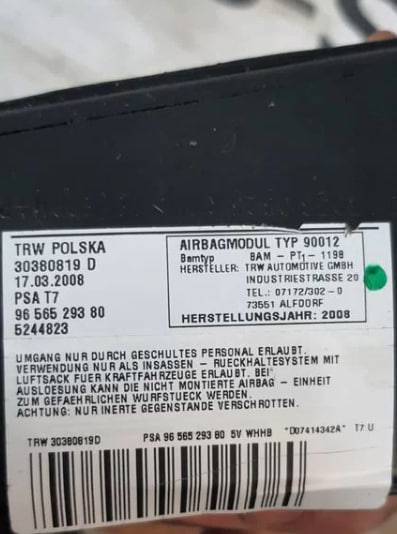 TRW POLSKA
30380819 D
17.03.2008
PSA T7
96 565 293 80
5244823
AIRBAGMODUL TYP 90012
Bamtyp BAM - PT1 - 1198
HERSTELLER: TRW AUTOMOTIVE GMBH
INDUSTRIESTRASSE 20
TEL.: 07172/302-0
73551 ALFDORF
HERSTELLUNGSJAHR: 2008
UMGANG NUR DURCH GESCHULTES PERSONAL ERLAUBT.
VERWENDUNG NUR ALS INSASSEN - RUECKHALTESYSTEM MIT
LUFTSACK FUER KRAFTFAHRZEUGE ERLAUBT. BEI
AUSLOESUNG KANN DIE NICHT MONTIERTE AIRBAG - EINHEIT
ZUM GEFAEHRLICHEN WURFSTUECK WERDEN.
ACHTUNG: NUR INERTE GEGENSTANDE VERSCHROTTEN.
TRW 30380819D PSA 96 565 293 80 5V WHHB "D07414342A" T7 U